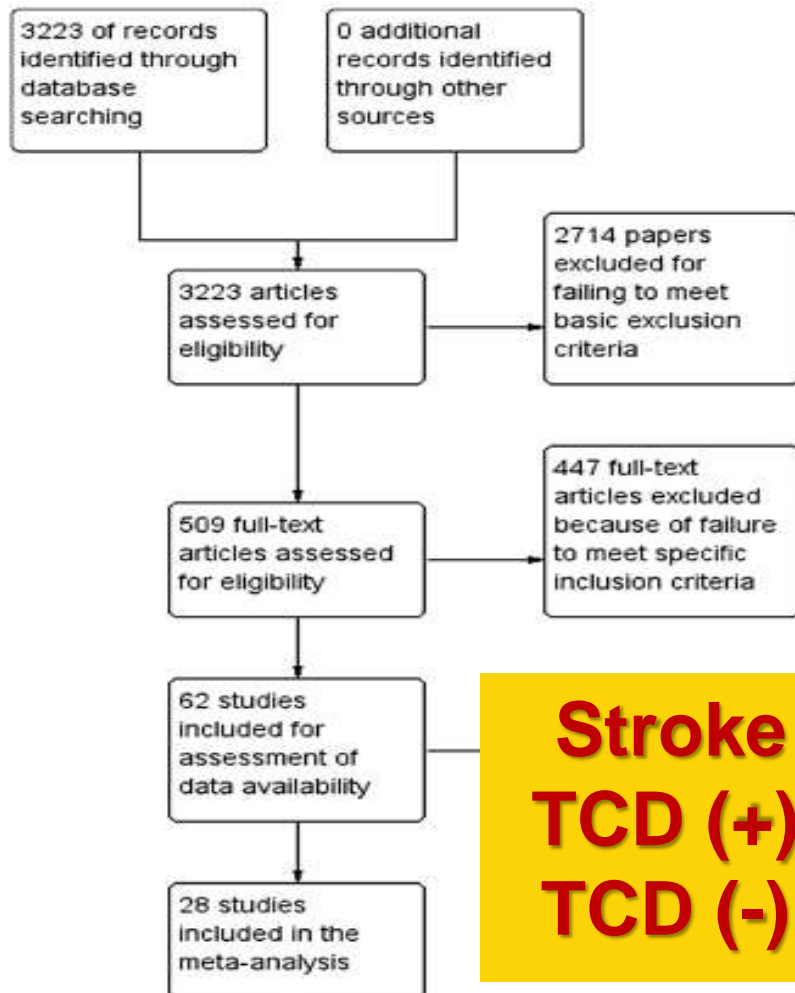 3223 of records
identified through
database
searching
0 additional
records identified
through other
sources
3223 articles
assessed for
eligibility
2714 papers
excluded for
failing to meet
basic exclusion
criteria
509 full-text
articles assessed
for eligibility
447 full-text
articles excluded
because of failure
to meet specific
inclusion criteria
62 studies
included for
assessment of
data availability
Stroke
TCD (+)
TCD (-)
28 studies
included in the
meta-analysis